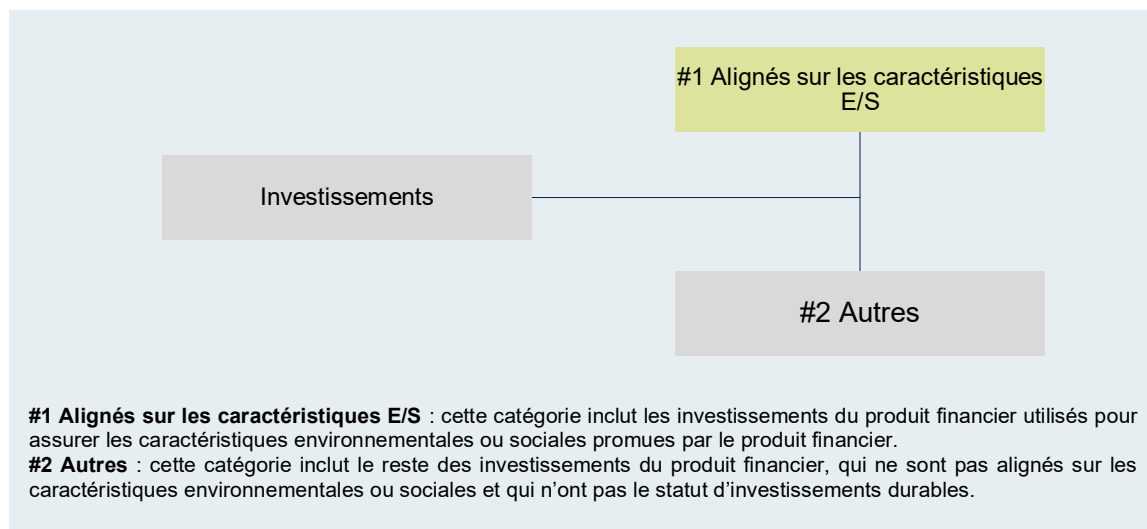 #1 Alignés sur les caractéristiques
E/S
Investissements
#2 Autres
#1 Alignés sur les caractéristiques E/S : cette catégorie inclut les investissements du produit financier utilisés pour
assurer les caractéristiques environnementales ou sociales promues par le produit financier.
#2 Autres : cette catégorie inclut le reste des investissements du produit financier, qui ne sont pas alignés sur les
caractéristiques environnementales ou sociales et qui n’ont pas le statut d’investissements durables.